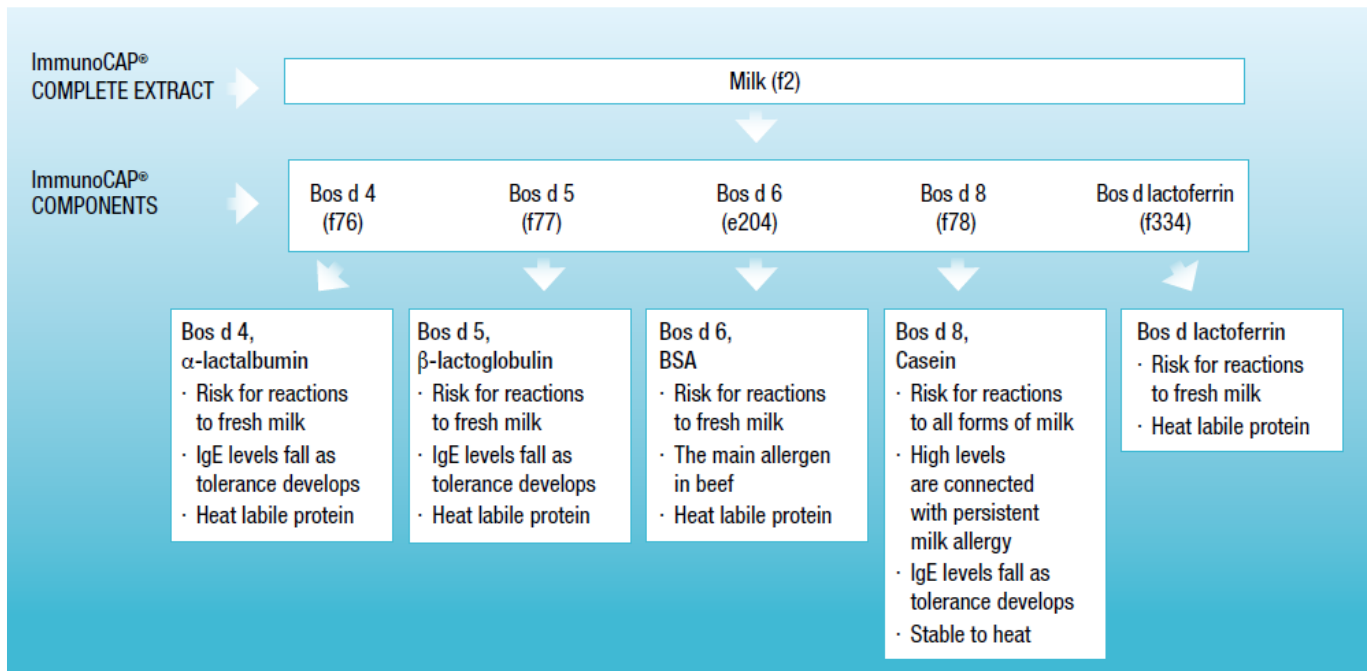 ImmunoCAP®
COMPLETE EXTRACT
Milk (f2)
ImmunoCAP®
COMPONENTS
Bos d 4
(f76)
Bos d 5
(f77)
Bos d 6
(e204)
Bos d 8
(f78)
Bos d lactoferrin
(f334)
Bos d 4,
α-lactalbumin
· Risk for reactions
to fresh milk
· IgE levels fall as
tolerance develops
· Heat labile protein
Bos d 5,
β-lactoglobulin
· Risk for reactions
to fresh milk
· IgE levels fall as
tolerance develops
· Heat labile protein
Bos d 6,
BSA
· Risk for reactions
to fresh milk
· The main allergen
in beef
· Heat labile protein
Bos d 8,
Casein
· Risk for reactions
to all forms of milk
· High levels
are connected
with persistent
milk allergy
· IgE levels fall as
tolerance develops
· Stable to heat
Bos d lactoferrin
· Risk for reactions
to fresh milk
· Heat labile protein